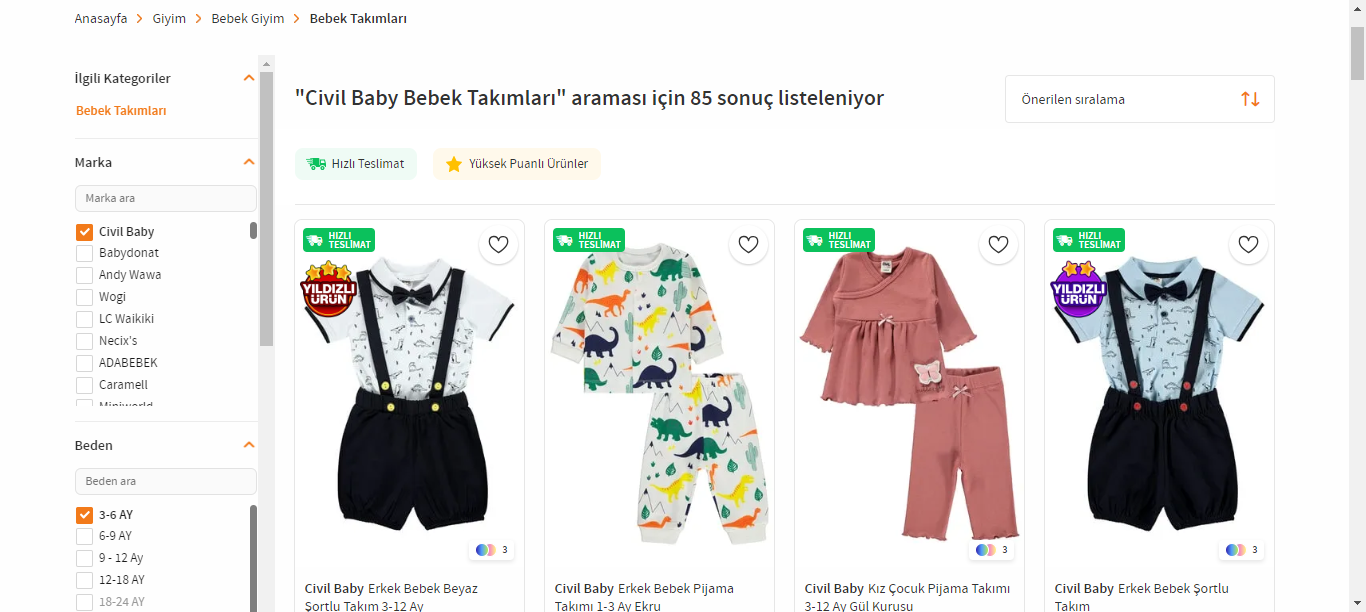 Anasayfa > Giyim > Bebek Giyim > Bebek Takımları
İlgili Kategoriler
Bebek Takımları
Marka
Marka ara
Civil Baby
Babydonat
Andy Wawa
Wogi
LC Waikiki
Necix's
ADABEBEK
Caramell
Miniworld
Beden
Beden ara
3-6 AY
6-9 AY
9 - 12 Ay
12-18 AY
18-24 AY
"Civil Baby Bebek Takımları" araması için 85 sonuç listeleniyor
Önerilen sıralama
Hızlı Teslimat
Yüksek Puanlı Ürünler
HIZLI
TESLİMAT
YILDIZLI
ÜRÜN
3
Civil Baby Erkek Bebek Beyaz
Şortlu Takım 3-12 Ay
HIZLI
TESLİMAT
Civil Baby Erkek Bebek Pijama
Takımı 1-3 Ay Ekru
HIZLI
TESLİMAT
3
Civil Baby Kız Çocuk Pijama Takımı
3-12 Ay Gül Kurusu
HIZLI
TESLİMAT
YILDIZLI
ÜRÜN
3
Civil Baby Erkek Bebek Şortlu
Takım